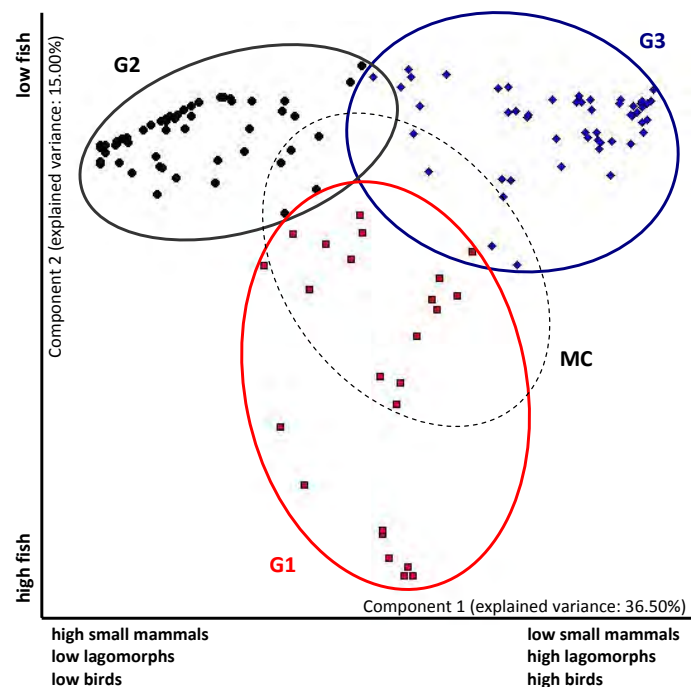 low fish
G2
G3
Component 2 (explained variance: 15.00%)
MC
high fish
G1
Component 1 (explained variance: 36.50%)
high small mammals
low lagomorphs
low birds
low small mammals
high lagomorphs
high birds